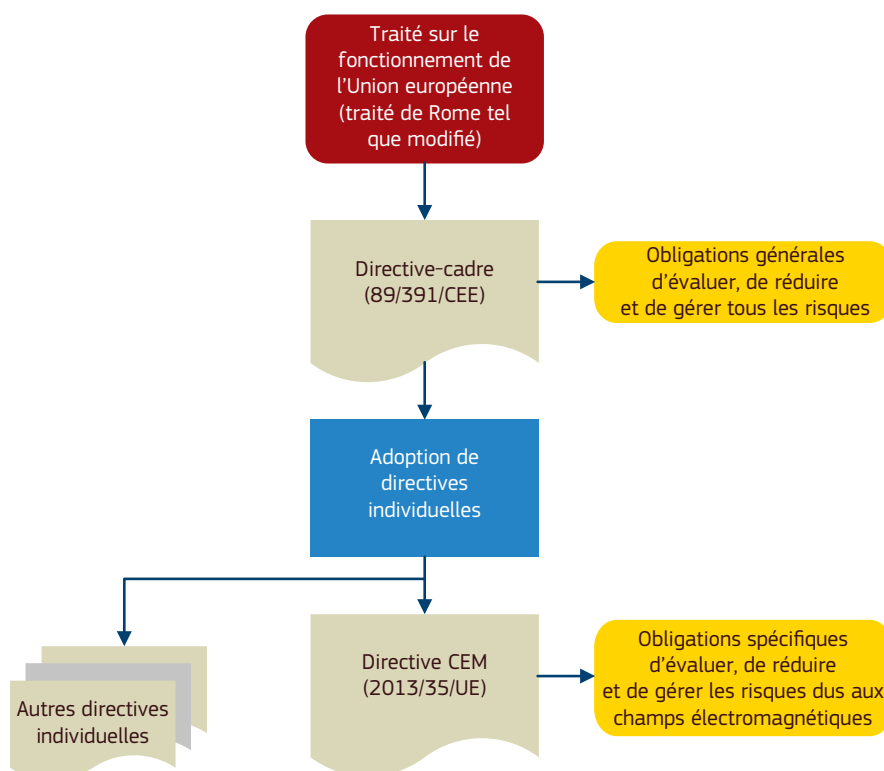 Traité sur le
fonctionnement de
l’Union européenne
(traité de Rome tel
que modifié)
Directive-cadre
(89/391/CEE)
Obligations générales
d’évaluer, de réduire
et de gérer tous les risques
Adoption de
directives
individuelles
Autres directives
individuelles
Directive CEM
(2013/35/UE)
Obligations spécifiques
d’évaluer, de réduire
et de gérer les risques dus aux
champs électromagnétiques